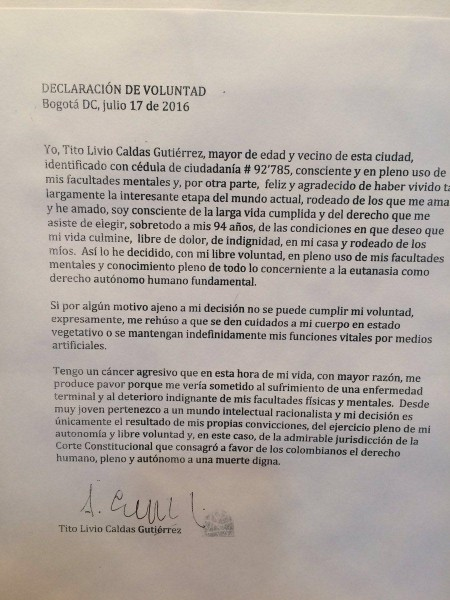 DECLARACIÓN DE VOLUNTAD
Bogotá DC, julio 17 de 2016
Yo, Tito Livio Caldas Gutiérrez, mayor de edad y vecino de esta ciudad,
identificado con cédula de ciudadanía # 92'785, consciente y en pleno uso de
mis facultades mentales y, por otra parte, feliz y agradecido de haber vivido ta
largamente la interesante etapa del mundo actual, rodeado de los que me ama
y he amado, soy consciente de la larga vida cumplida y del derecho que me
asiste de elegir, sobretodo a mis 94 años, de las condiciones en que deseo que
mi vida culmine, libre de dolor, de indignidad, en mi casa y rodeado de los
míos. Así lo he decidido, con mi libre voluntad, en pleno uso de mis facultades
mentales y conocimiento pleno de todo lo concerniente a la eutanasia como
derecho autónomo humano fundamental.
Si por algún motivo ajeno a mi decisión no se puede cumplir mi voluntad,
expresamente, me rehúso a que se den cuidados a mi cuerpo en estado
vegetativo o se mantengan indefinidamente mis funciones vitales por medios
artificiales.
Tengo un cáncer agresivo que en esta hora de mi vida, con mayor razón, me
produce pavor porque me vería sometido al sufrimiento de una enfermedad
terminal y al deterioro indignante de mis facultades físicas y mentales. Desde
muy joven pertenezco a un mundo intelectual racionalista y mi decisión es
únicamente el resultado de mis propias convicciones, del ejercicio pleno de mi
autonomía y libre voluntad y, en este caso, de la admirable jurisdicción de la
Corte Constitucional que consagró a favor de los colombianos el derecho
humano, pleno y autónomo a una muerte digna.
Tito Livio Caldas Gutiérrez